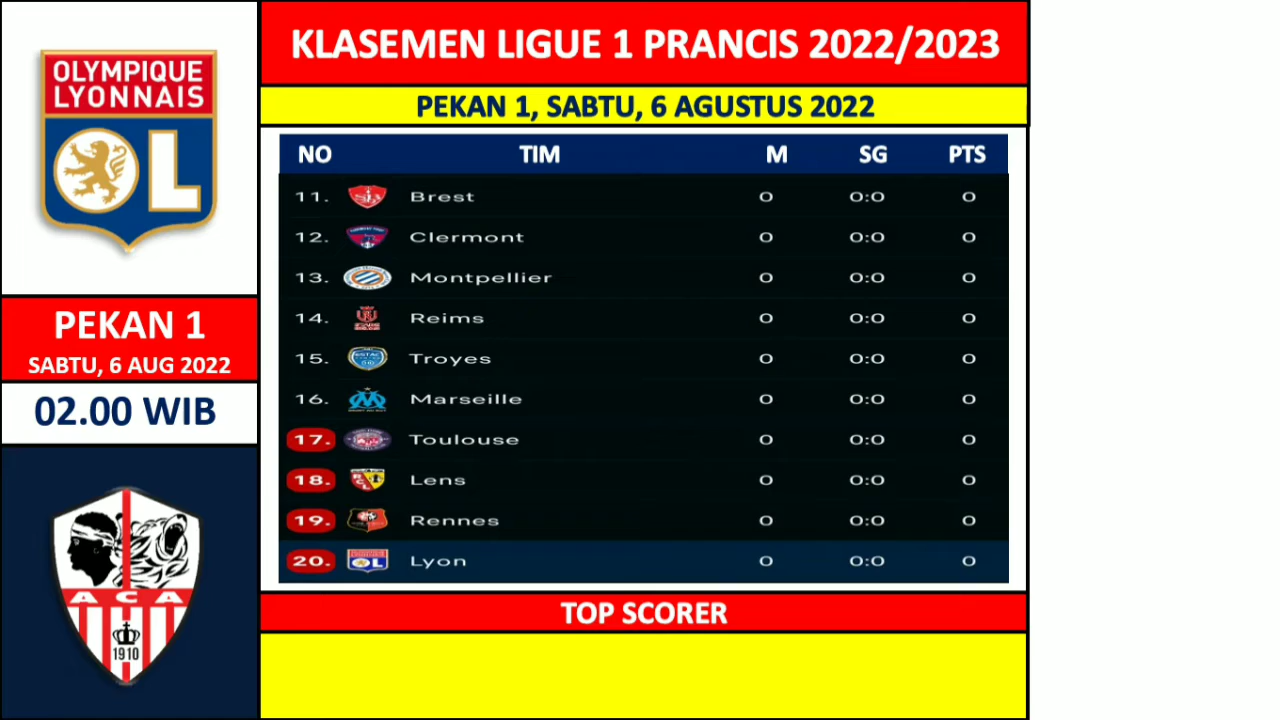 OLYMPIQUE
LYONNAIS
OL
PEKAN 1
SABTU, 6 AUG 2022
02.00 WIB
ACA
1910
KLASEMEN LIGUE 1 PRANCIS 2022/2023
PEKAN 1, SABTU, 6 AGUSTUS 2022
NO TIM M SG PTS
11. Brest 0 0:0 0
12. Clermont 0 0:0 0
13. Montpellier 0 0:0 0
14. Reims 0 0:0 0
15. Troyes 0 0:0 0
16. Marseille 0 0:0 0
17. Toulouse 0 0:0 0
18. Lens 0 0:0 0
19. Rennes 0 0:0 0
20. Lyon 0 0:0 0
TOP SCORER